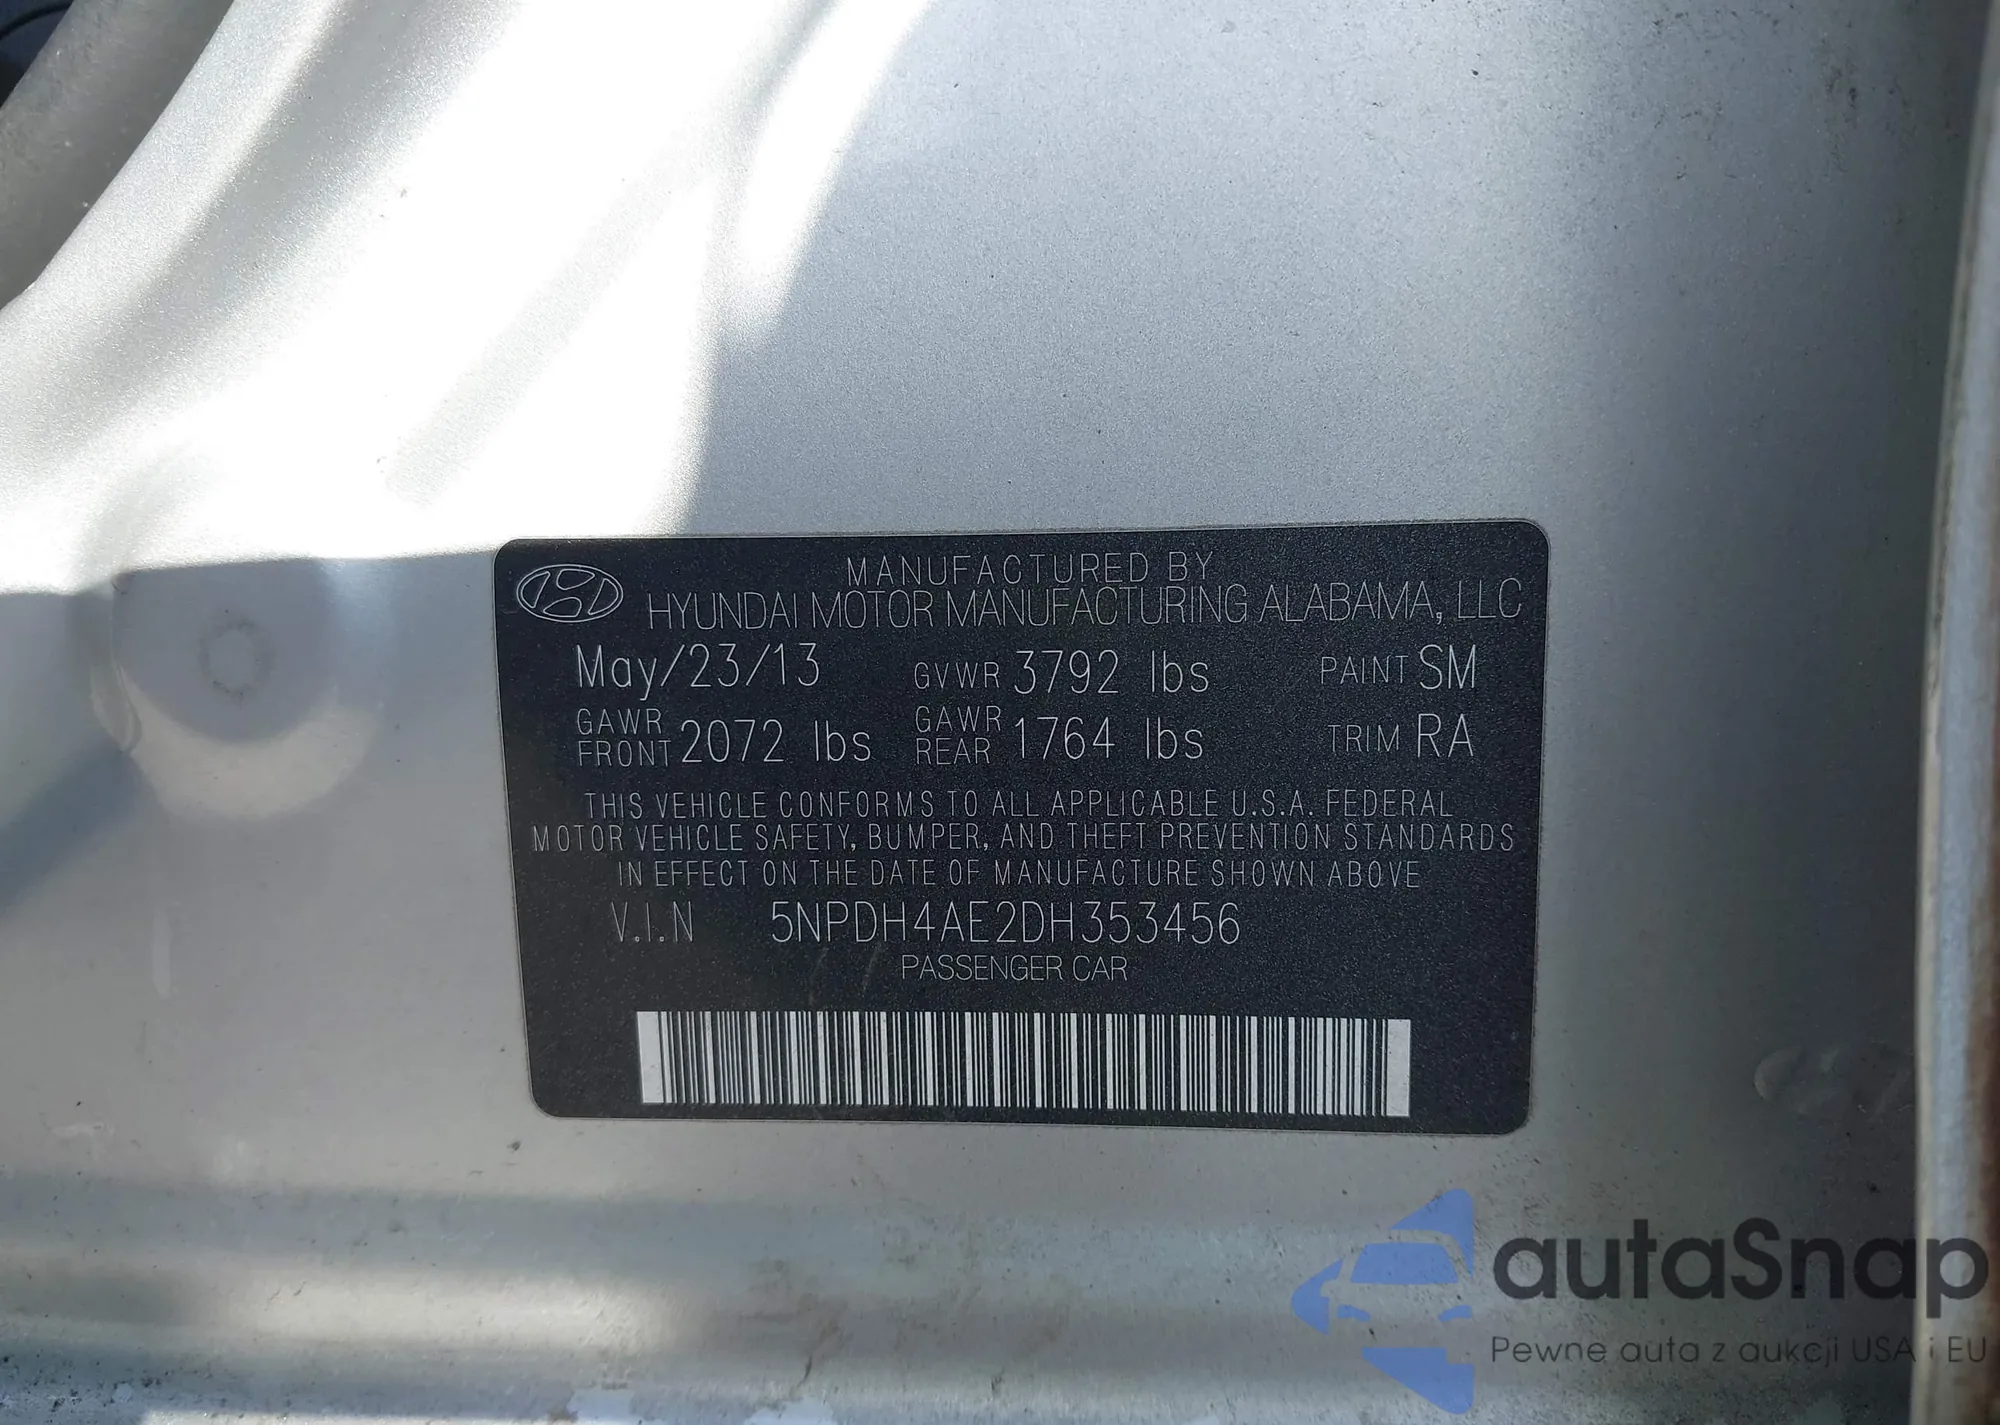 MANUFACTURED BY
HYUNDAI MOTOR MANUFACTURING ALABAMA, LLC
May/23/13 GVWR 3792 lbs PAINT SM
GAWR FRONT 2072 lbs GAWR REAR 1764 lbs TRIM RA
THIS VEHICLE CONFORMS TO ALL APPLICABLE U.S.A. FEDERAL
MOTOR VEHICLE SAFETY, BUMPER, AND THEFT PREVENTION STANDARDS
IN EFFECT ON THE DATE OF MANUFACTURE SHOWN ABOVE
V.I.N 5NPDH4AE2DH353456
PASSENGER CAR
autaSnap
Pewne auta z aukcji USA i EU